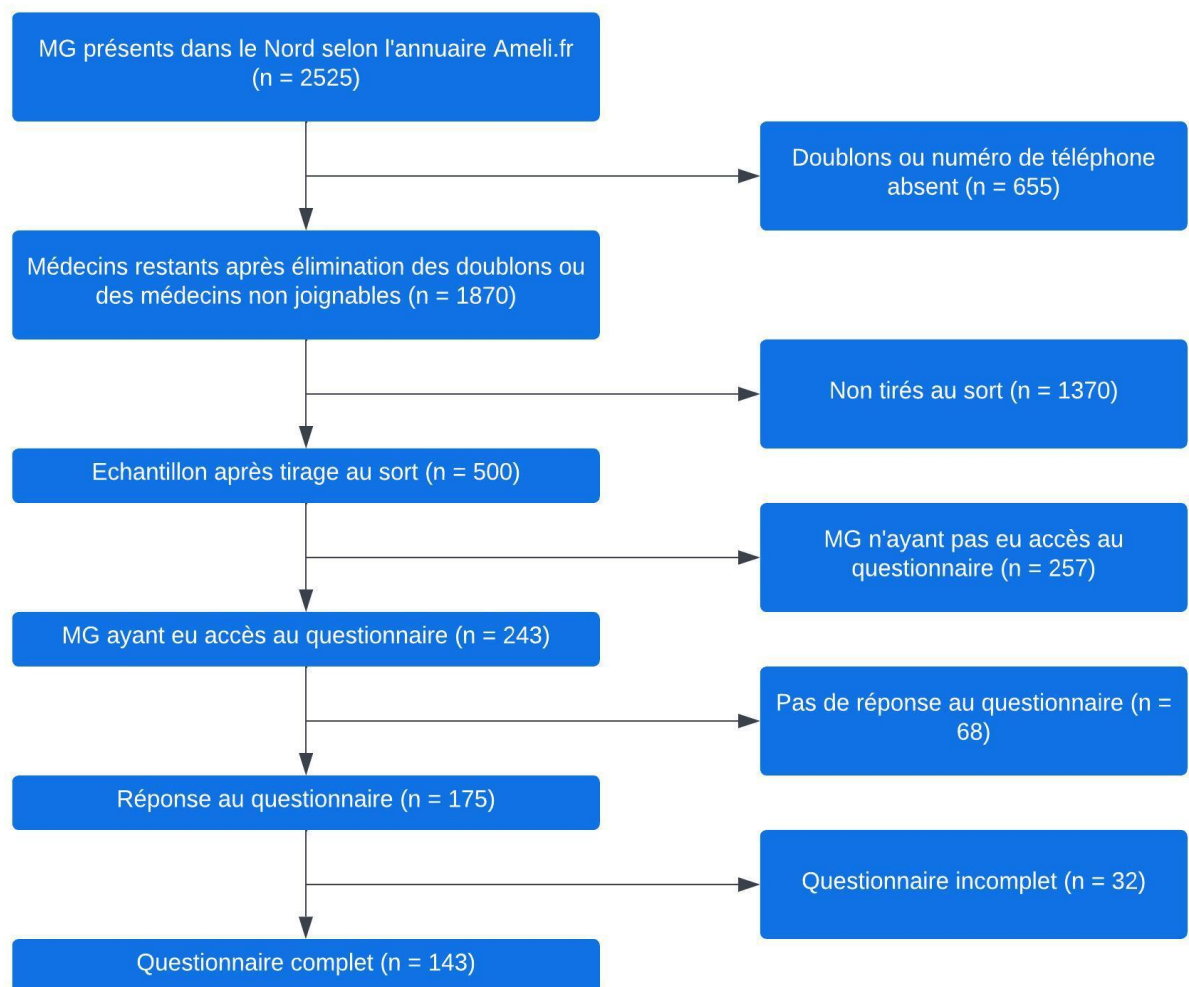 MG présents dans le Nord selon l'annuaire Ameli.fr
(n = 2525)
Doublons ou numéro de téléphone
absent (n = 655)
Médecins restants après élimination des doublons ou
des médecins non joignables (n = 1870)
Non tirés au sort (n = 1370)
Echantillon après tirage au sort (n = 500)
MG n'ayant pas eu accès au
questionnaire (n = 257)
MG ayant eu accès au questionnaire (n = 243)
Pas de réponse au questionnaire (n =
68)
Réponse au questionnaire (n = 175)
Questionnaire incomplet (n = 32)
Questionnaire complet (n = 143)